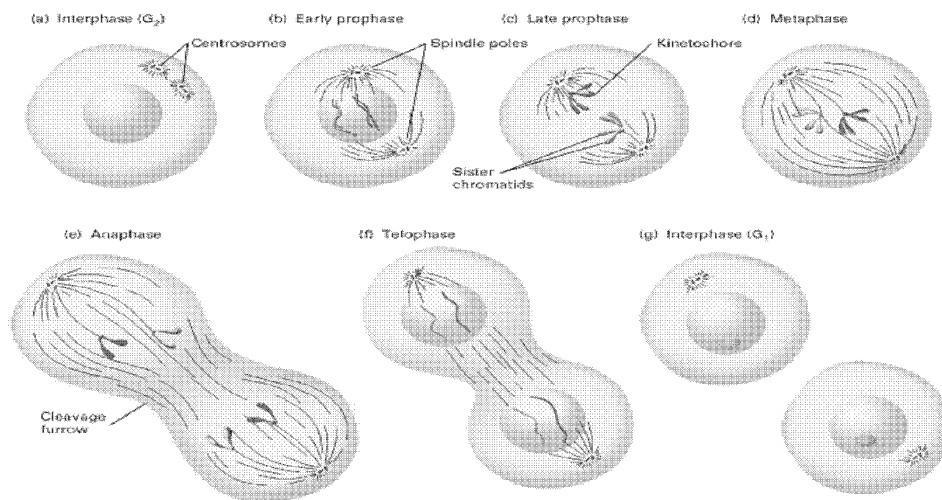 (a) Interphase (G₂)
(b) Early prophase
(c) Late prophase
(d) Metaphase
Centrosomes
Spindle poles
Kinetochore
Sister
chromatids
(e) Anaphase
(f) Telophase
(g) Interphase (G₁)
Cleavage
furrow